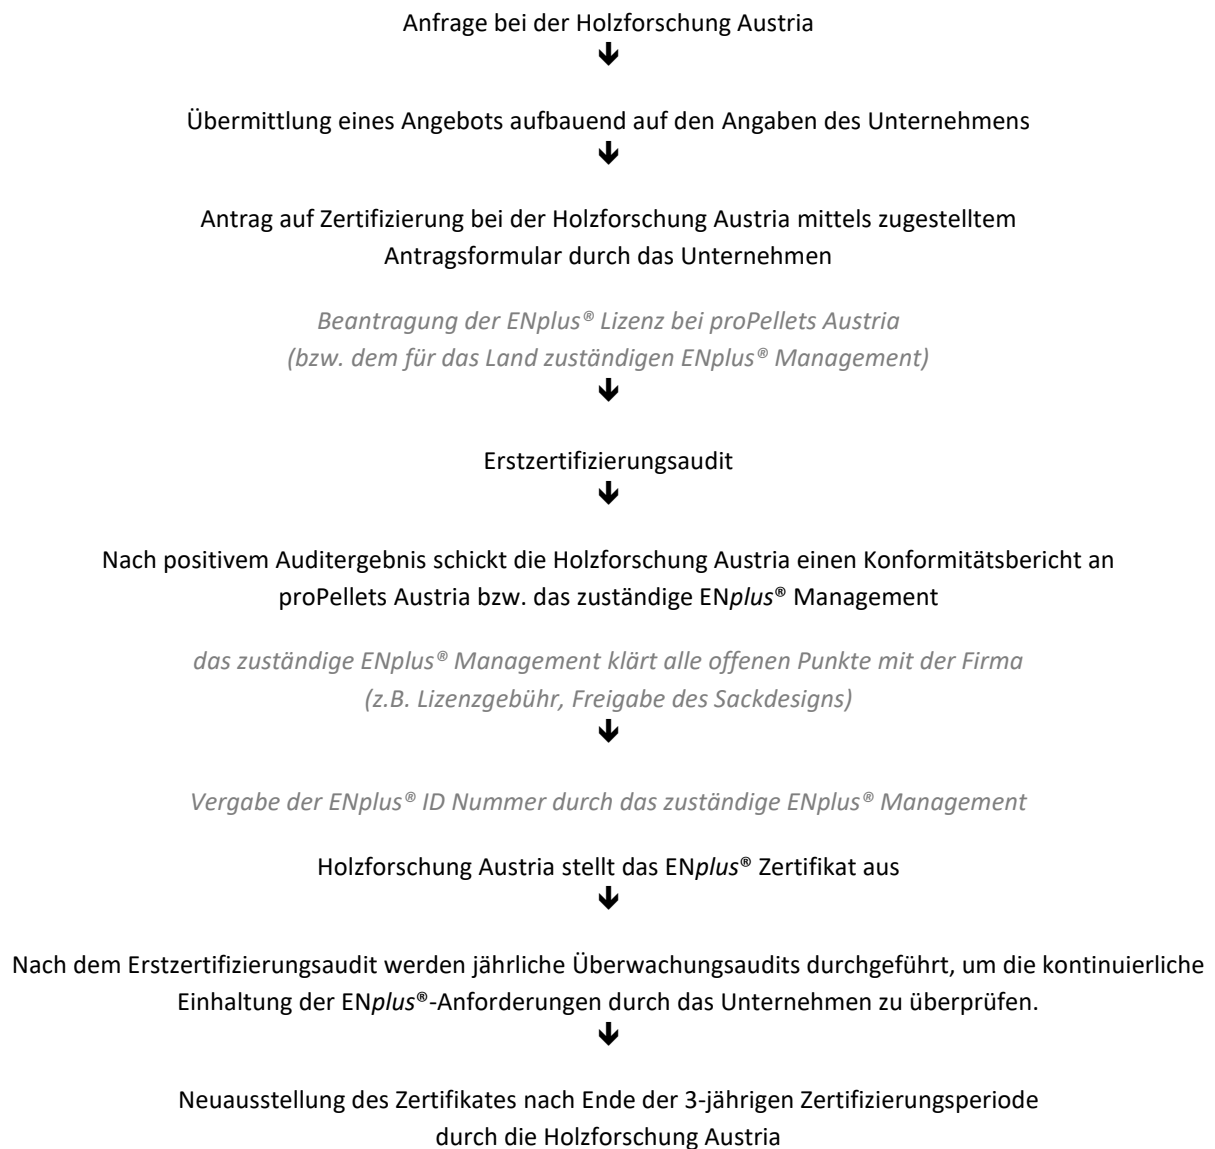 Anfrage bei der Holzforschung Austria
Übermittlung eines Angebots aufbauend auf den Angaben des Unternehmens
Antrag auf Zertifizierung bei der Holzforschung Austria mittels zugestelltem
Antragsformular durch das Unternehmen
Beantragung der ENplus® Lizenz bei proPellets Austria
(bzw. dem für das Land zuständigen ENplus® Management)
Erstzertifizierungsaudit
Nach positivem Auditergebnis schickt die Holzforschung Austria einen Konformitätsbericht an
proPellets Austria bzw. das zuständige ENplus® Management
das zuständige ENplus® Management klärt alle offenen Punkte mit der Firma
(z.B. Lizenzgebühr, Freigabe des Sackdesigns)
Vergabe der ENplus® ID Nummer durch das zuständige ENplus® Management
Holzforschung Austria stellt das ENplus® Zertifikat aus
Nach dem Erstzertifizierungsaudit werden jährliche Überwachungsaudits durchgeführt, um die kontinuierliche
Einhaltung der ENplus®-Anforderungen durch das Unternehmen zu überprüfen.
Neuausstellung des Zertifikates nach Ende der 3-jährigen Zertifizierungsperiode
durch die Holzforschung Austria